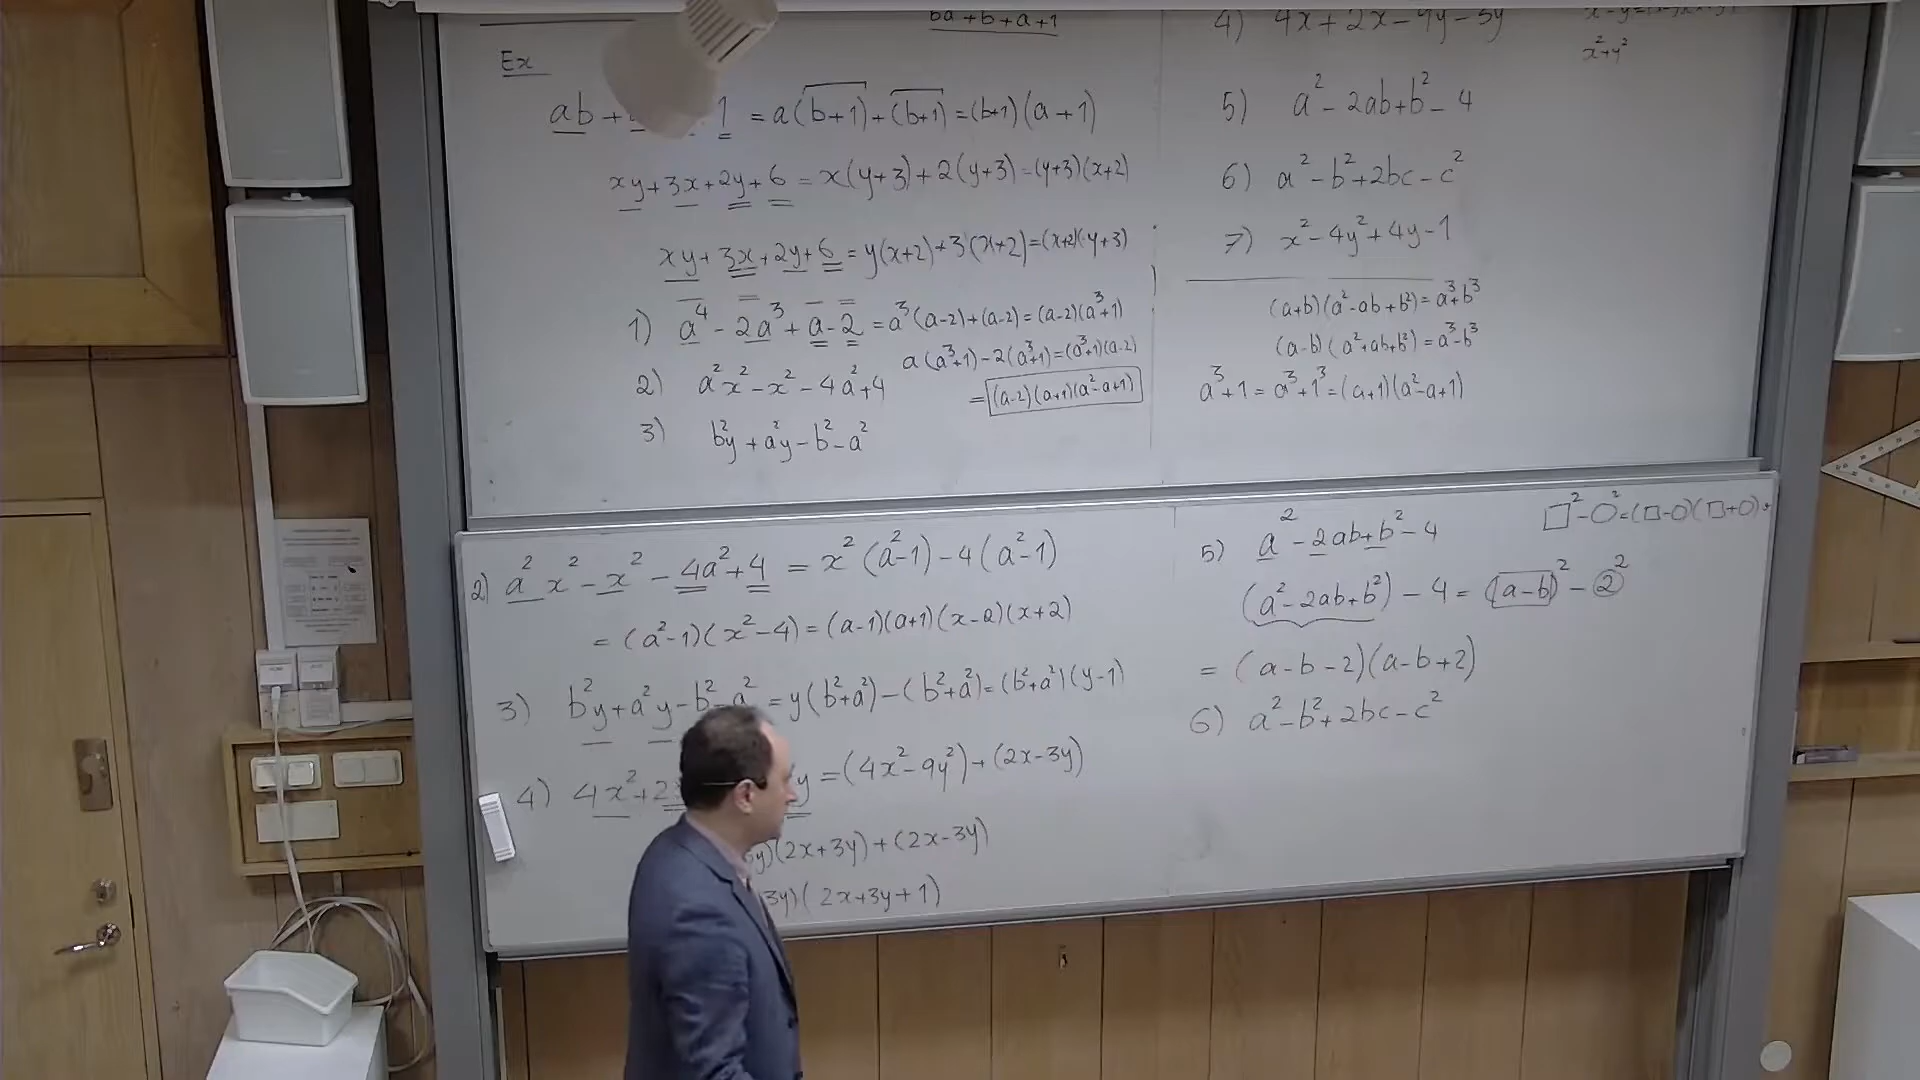 ba+b+a+1
Ex
ab + 1 = a(b+1)+(b+1)=(b+1)(a+1)
xy+3x+2y+6 = x(y+3)+2(y+3)=(y+3)(x+2)
xy+3x+2y+6=y(x+2)+3(x+2)=(x+2)(y+3)
1) a⁴-2a³+a-2 = a³(a-2)+(a-2)=(a-2)(a³+1)
a(a³+1)-2(a³+1)=(a³+1)(a-2)
2) a²x²-x²-4a²+4
=(a-2)(a+1)(a²-a+1)
3) b²y+a²y-b²-a²
4)
x²+y²
5) a²-2ab+b²-4
6) a²-b²+2bc-c²
7) x²-4y²+4y-1
(a+b)(a²-ab+b²)=a³+b³
(a-b)(a²+ab+b²)=a³-b³
a³+1=a³+1³=(a+1)(a²-a+1)
2) a²x²-x²-4a²+4 = x²(a²-1)-4(a²-1)
=(a²-1)(x²-4)=(a-1)(a+1)(x-2)(x+2)
3) b²y+a²y-b²-a²=y(b²+a²)-(b²+a²)=(b²+a²)(y-1)
4) 4x²+2 y=(4x²-9y²)+(2x-3y)
y)(2x+3y)+(2x-3y)
3y)(2x+3y+1)
□²-○²=(□-○)(□+○)
5) a²-2ab+b²-4
(a²-2ab+b²)-4=(a-b)²-2²
=(a-b-2)(a-b+2)
6) a²-b²+2bc-c²